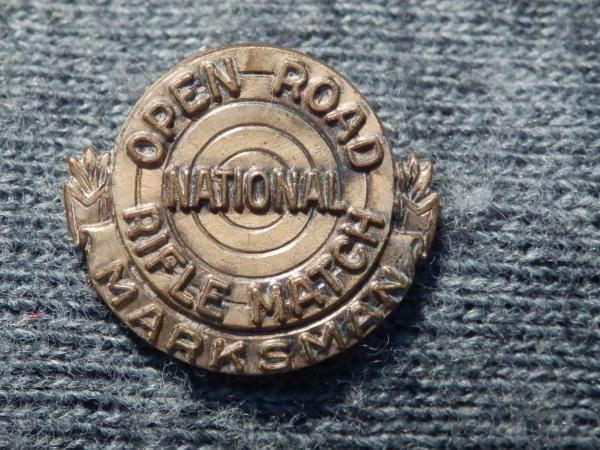 OPEN ROAD
NATIONAL
RIFLE MATCH
MARKSMAN